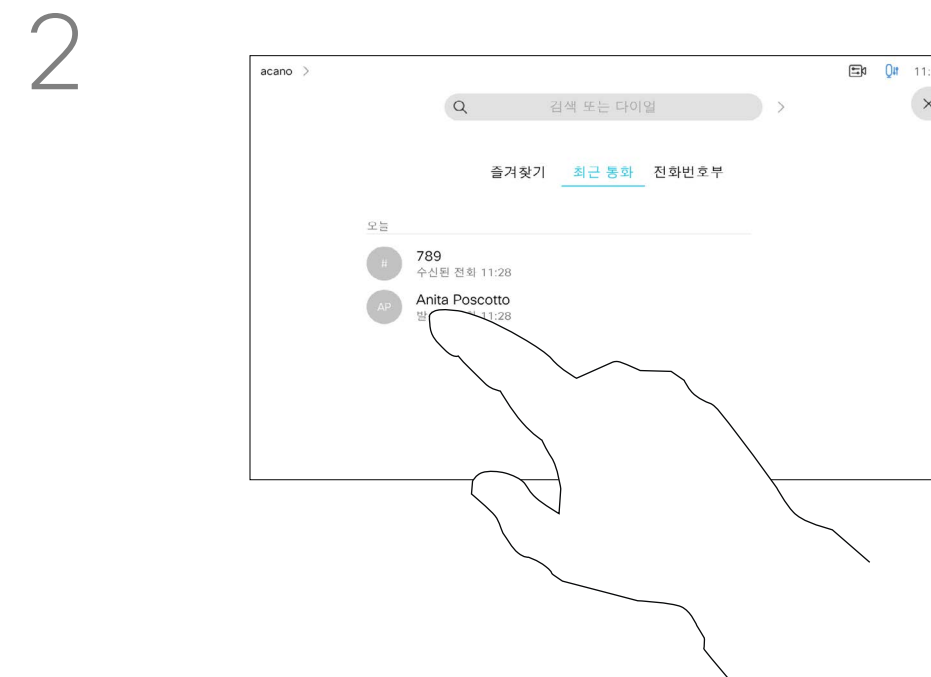 2
acano >
11:
검색 또는 다이얼 >
즐겨찾기 최근 통화 전화번호부
오늘
#
789
수신된 전화 11:28
AP
Anita Poscotto
11:28